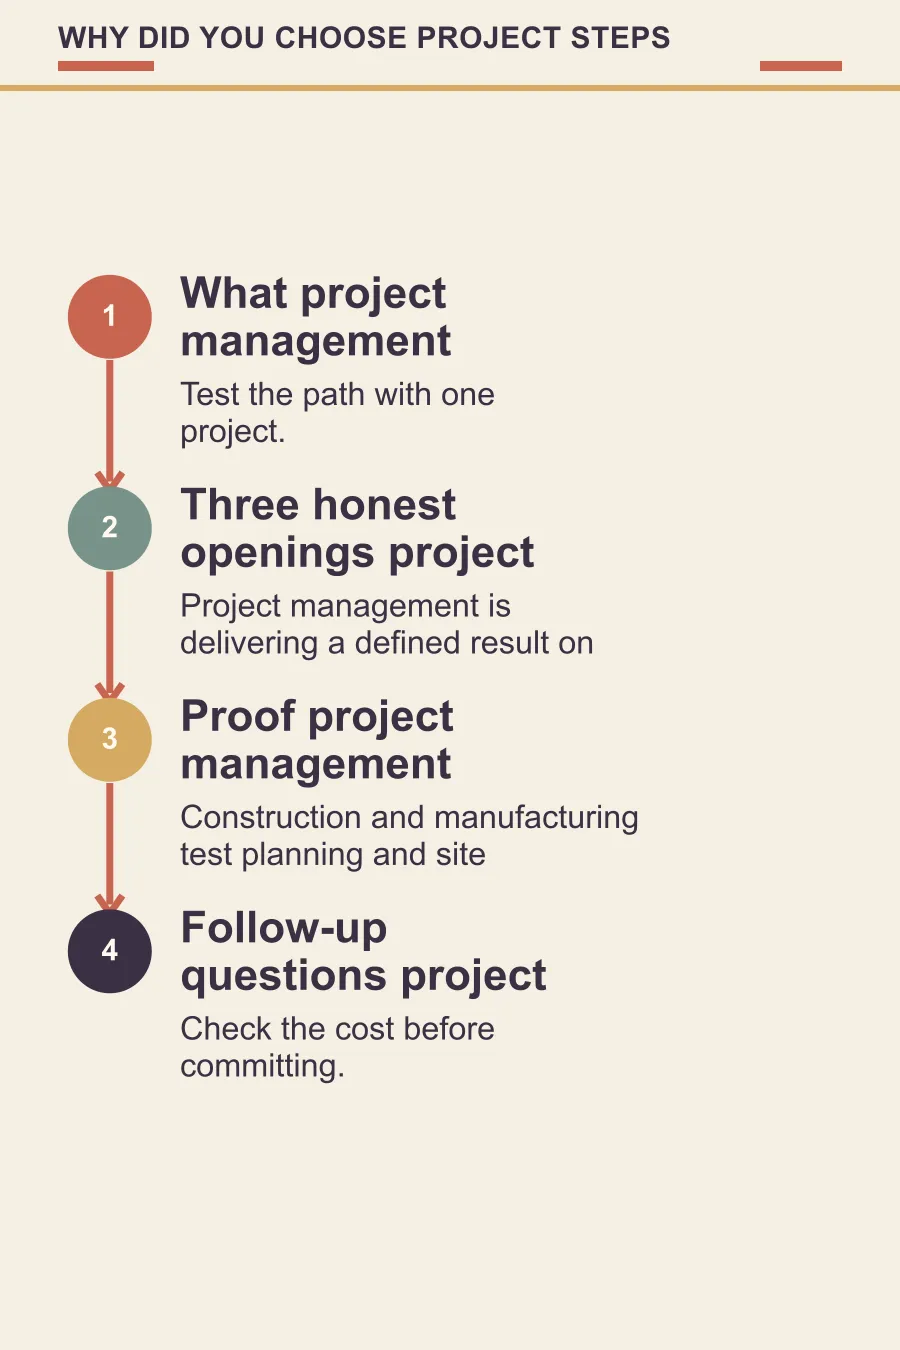 WHY DID YOU CHOOSE PROJECT STEPS
1
What project
management
Test the path with one
project.
2
Three honest
openings project
Project management is
delivering a defined result on
3
Proof project
management
Construction and manufacturing
test planning and site
4
Follow-up
questions project
Check the cost before
committing.